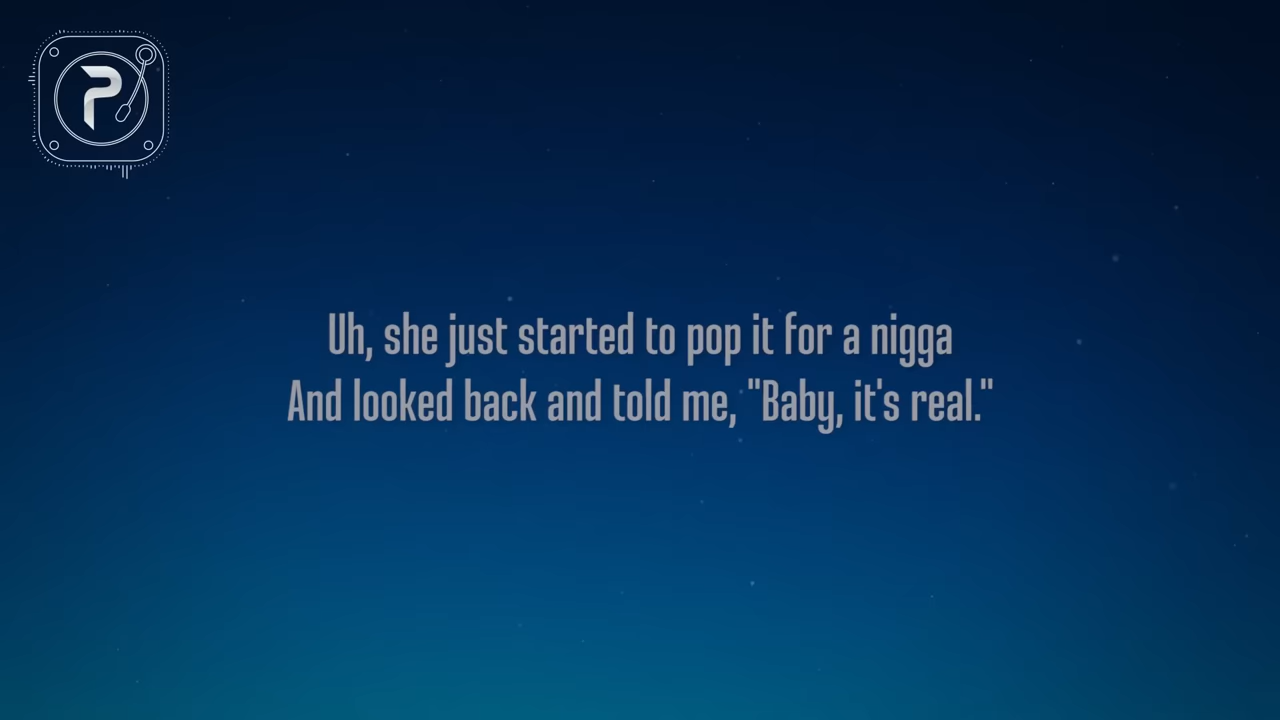 P
Uh, she just started to pop it for a nigga
And looked back and told me, "Baby, it's real."